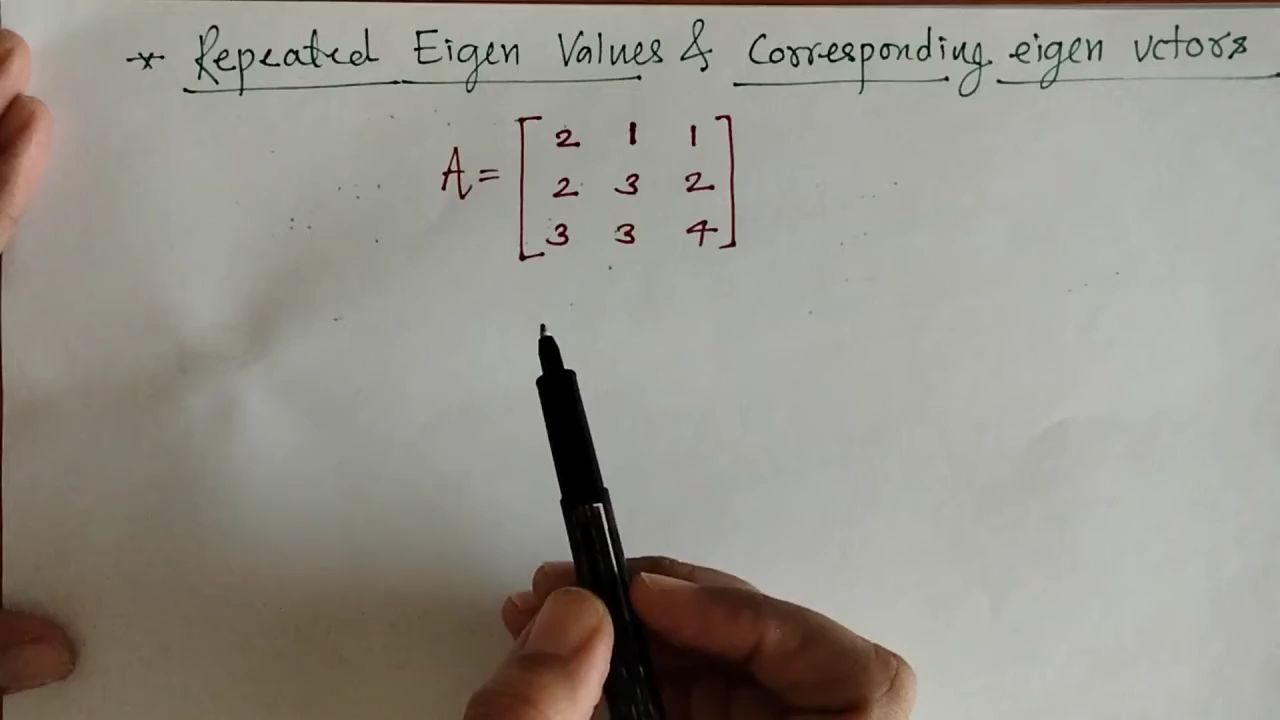 * Repeated Eigen Values & Corresponding eigen vctors
A = [ 2 1 1
2 3 2
3 3 4 ]